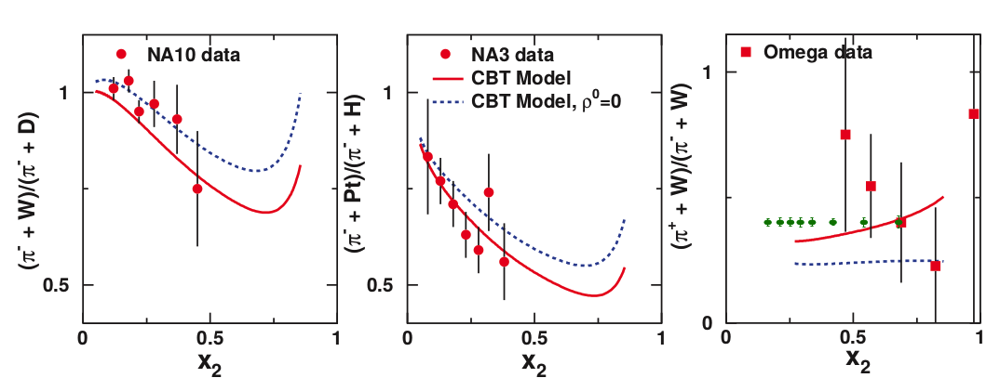 (π⁻ + W)/(π⁻ + D)
NA10 data
1
0.5
0
0.5
1
x₂
(π⁻ + Pt)/(π⁻ + H)
NA3 data
CBT Model
CBT Model, ρ⁰=0
1
0.5
0
0.5
1
x₂
(π⁺ + W)/(π⁻ + W)
Omega data
1
0
0
0.5
1
x₂